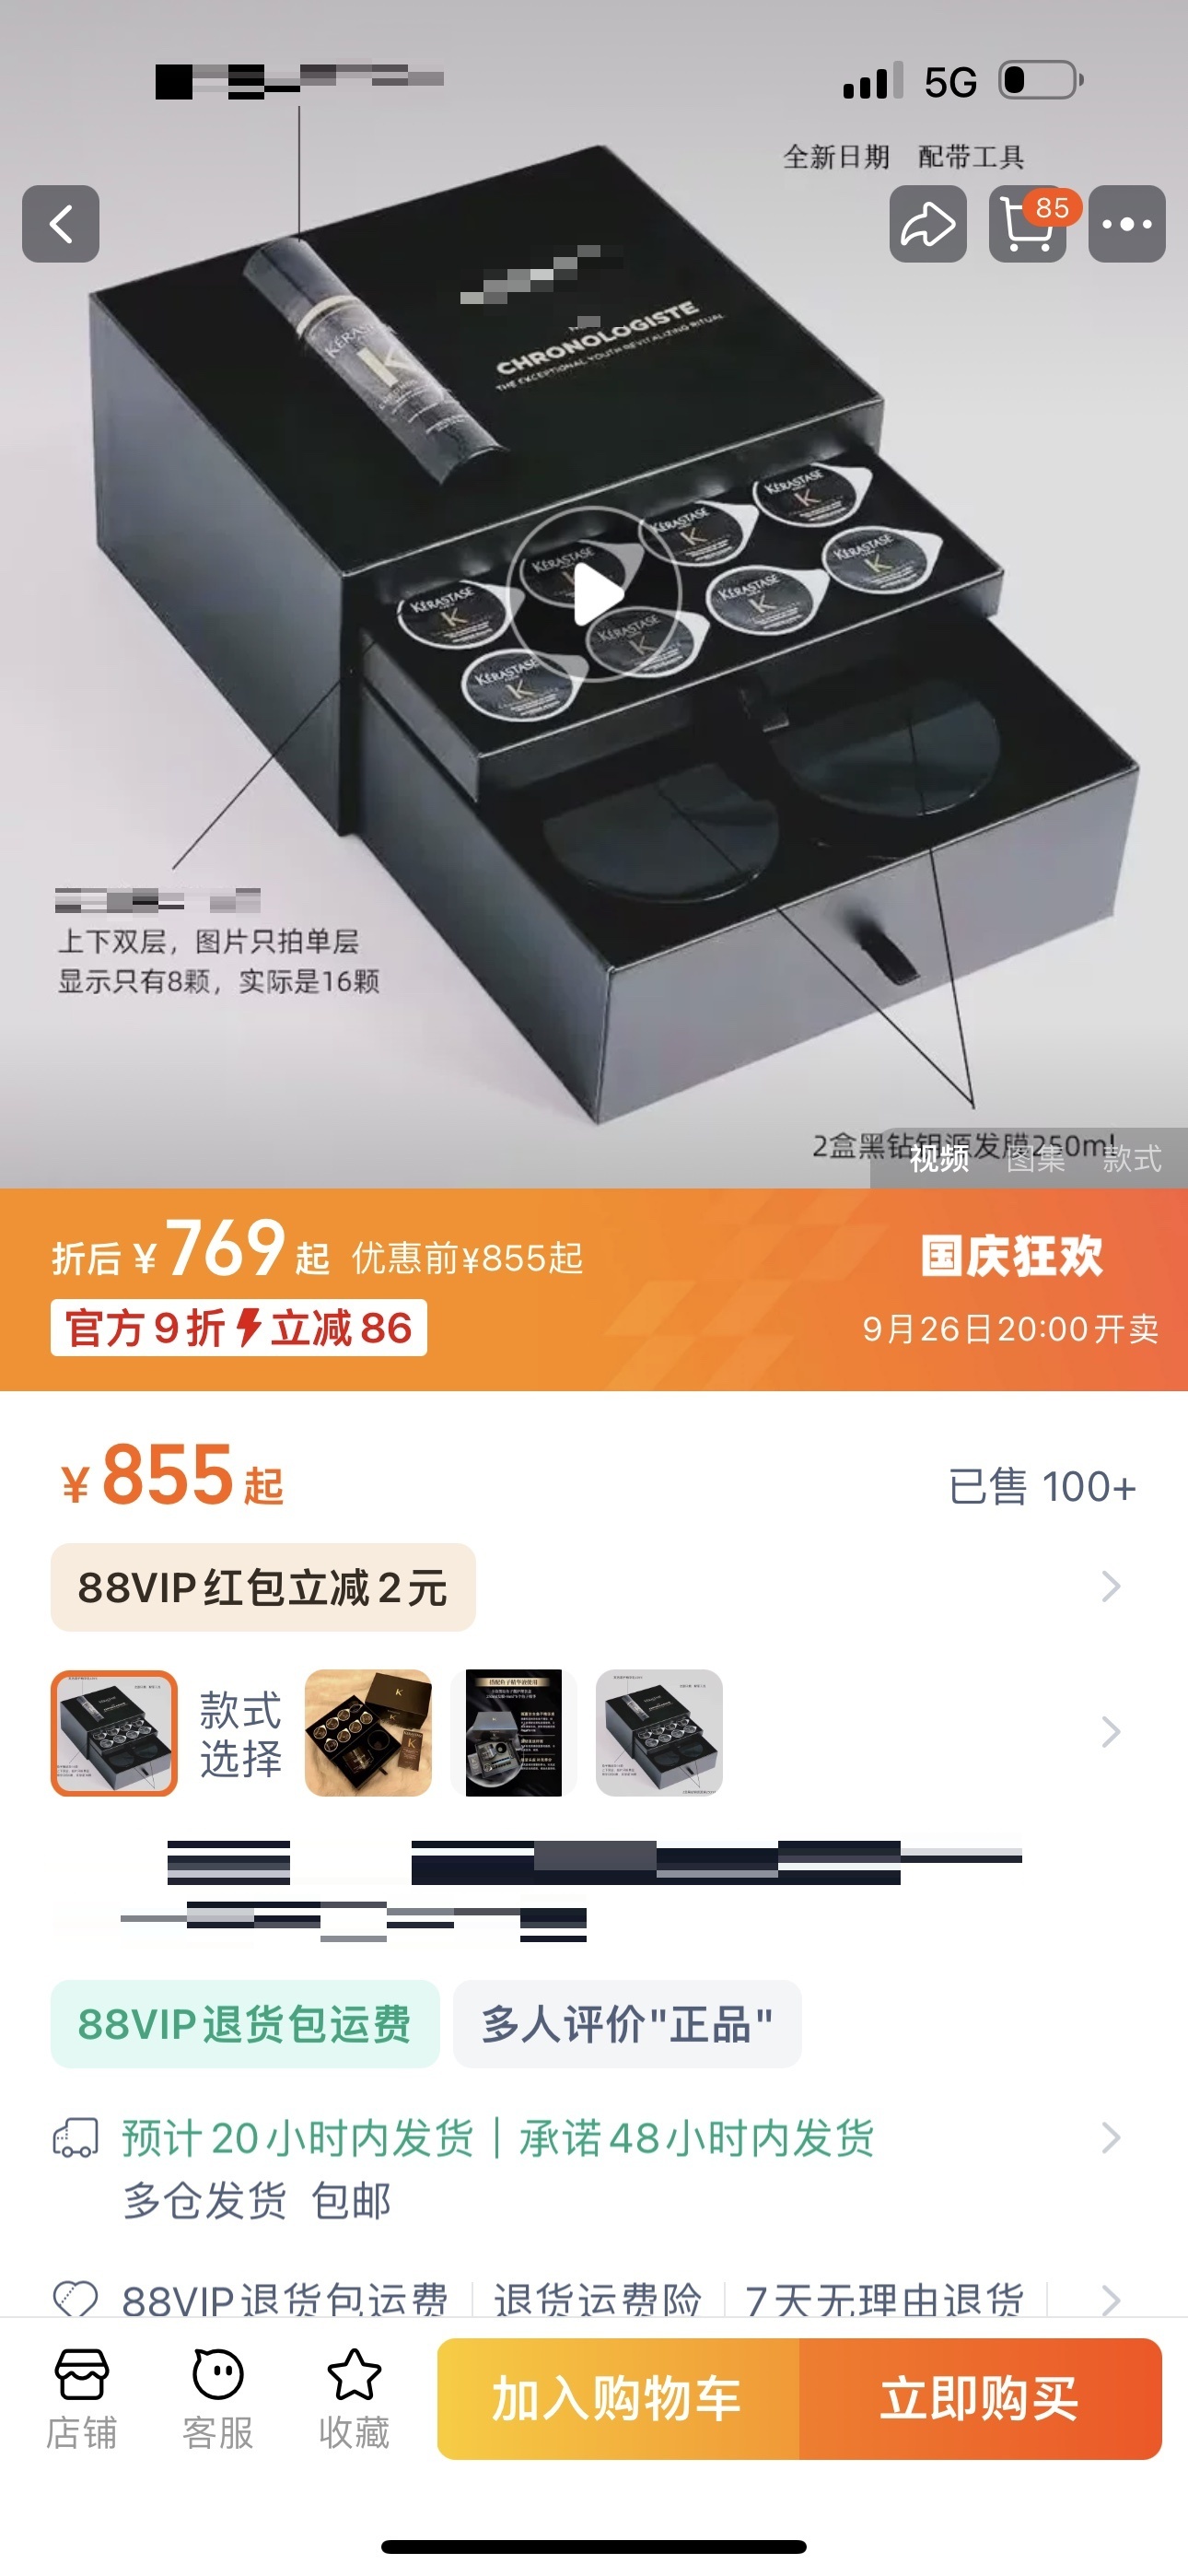 5G
全新日期 配带工具
85
CHRONOLOGISTE
THE EXCEPTIONAL YOUTH REVITALIZING RITUAL
KÉRASTASE
K
KÉRASTASE
K
KÉRASTASE
K
KÉRASTASE
K
KÉRASTASE
K
KÉRASTASE
K
KÉRASTASE
K
KÉRASTASE
K
上下双层，图片只拍单层
显示只有8颗，实际是16颗
2盒黑钻钥源发膜250ml
视频 图集 款式
折后 ¥769起 优惠前¥855起
国庆狂欢
官方9折 立减86
9月26日20:00开卖
¥855起
已售 100+
88VIP红包立减2元
款式
选择
88VIP退货包运费
多人评价"正品"
预计20小时内发货｜承诺48小时内发货
多仓发货 包邮
88VIP退货包运费 退货运费险 7天无理由退货
店铺 客服 收藏 加入购物车 立即购买